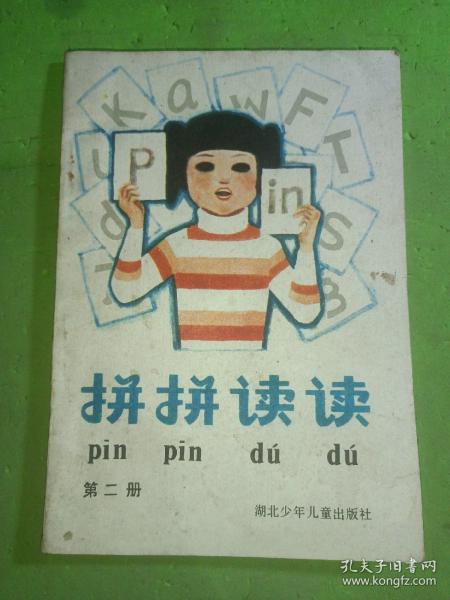 K a w F
l p in T
d S
7 B
拼拼读读
pin pin dú dú
第二册
湖北少年儿童出版社
孔夫子旧书网
www.kongfz.com